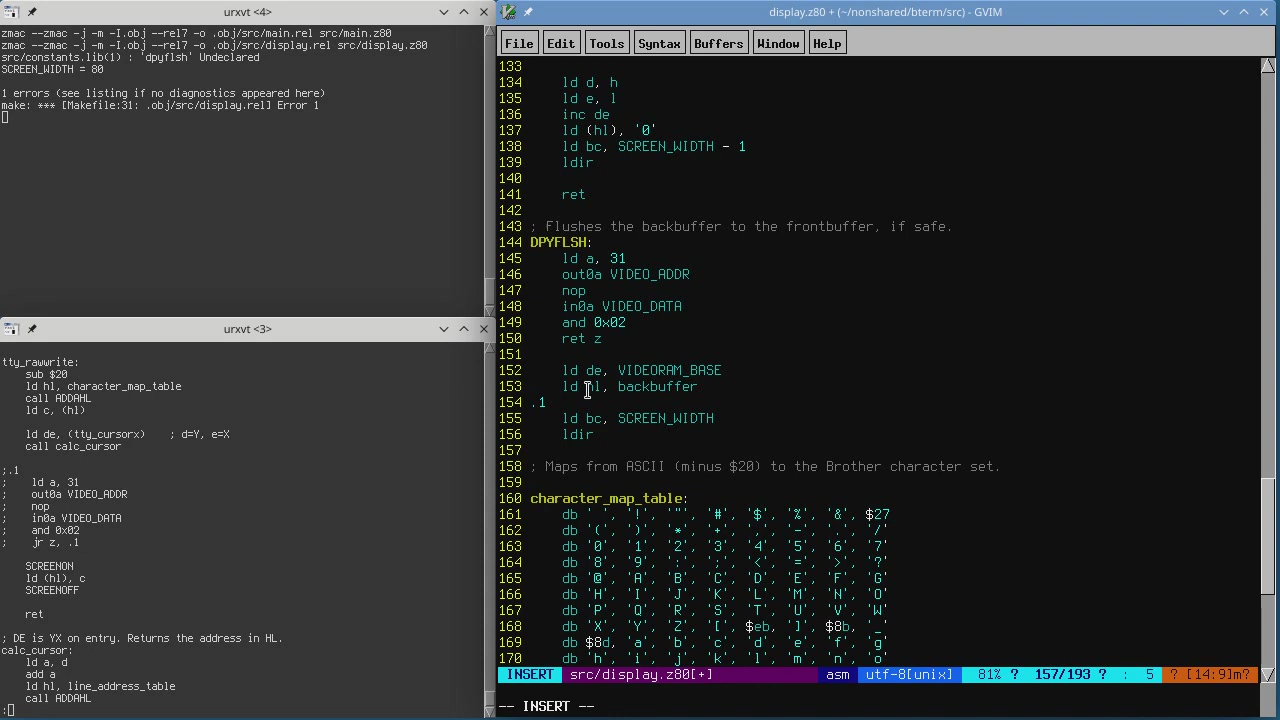 urxvt <4>
zmac --zmac -j -m -I.obj --rel7 -o .obj/src/main.rel src/main.z80
zmac --zmac -j -m -I.obj --rel7 -o .obj/src/display.rel src/display.z80
src/constants.lib(1) : 'dpyflsh' Undeclared
SCREEN_WIDTH = 80
1 errors (see listing if no diagnostics appeared here)
make: *** [Makefile:31: .obj/src/display.rel] Error 1
urxvt <3>
tty_rawwrite:
sub $20
ld hl, character_map_table
call ADDAHL
ld c, (hl)
ld de, (tty_cursorx) ; d=Y, e=X
call calc_cursor
;.1
; ld a, 31
; out0a VIDEO_ADDR
; nop
; in0a VIDEO_DATA
; and 0x02
; jr z, .1
SCREENON
ld (hl), c
SCREENOFF
ret
; DE is YX on entry. Returns the address in HL.
calc_cursor:
ld a, d
add a
ld hl, line_address_table
call ADDAHL
:
display.z80 + (~/nonshared/bterm/src) - GVIM
File Edit Tools Syntax Buffers Window Help
133
134 ld d, h
135 ld e, l
136 inc de
137 ld (hl), '0'
138 ld bc, SCREEN_WIDTH - 1
139 ldir
140
141 ret
142
143 ; Flushes the backbuffer to the frontbuffer, if safe.
144 DPYFLSH:
145 ld a, 31
146 out0a VIDEO_ADDR
147 nop
148 in0a VIDEO_DATA
149 and 0x02
150 ret z
151
152 ld de, VIDEORAM_BASE
153 ld hl, backbuffer
154 .1
155 ld bc, SCREEN_WIDTH
156 ldir
157
158 ; Maps from ASCII (minus $20) to the Brother character set.
159
160 character_map_table:
161 db ' ', '!', '"', '#', '$', '%', '&', $27
162 db '(', ')', '*', '+', ',', '-', '.', '/'
163 db '0', '1', '2', '3', '4', '5', '6', '7'
164 db '8', '9', ':', ';', '<', '=', '>', '?'
165 db '@', 'A', 'B', 'C', 'D', 'E', 'F', 'G'
166 db 'H', 'I', 'J', 'K', 'L', 'M', 'N', 'O'
167 db 'P', 'Q', 'R', 'S', 'T', 'U', 'V', 'W'
168 db 'X', 'Y', 'Z', '[', $eb, ']', $8b, '_'
169 db $8d, 'a', 'b', 'c', 'd', 'e', 'f', 'g'
170 db 'h', 'i', 'j', 'k', 'l', 'm', 'n', 'o'
INSERT src/display.z80[+] asm utf-8[unix] 81% ? 157/193 ? : 5 ? [14:9]m?
-- INSERT --